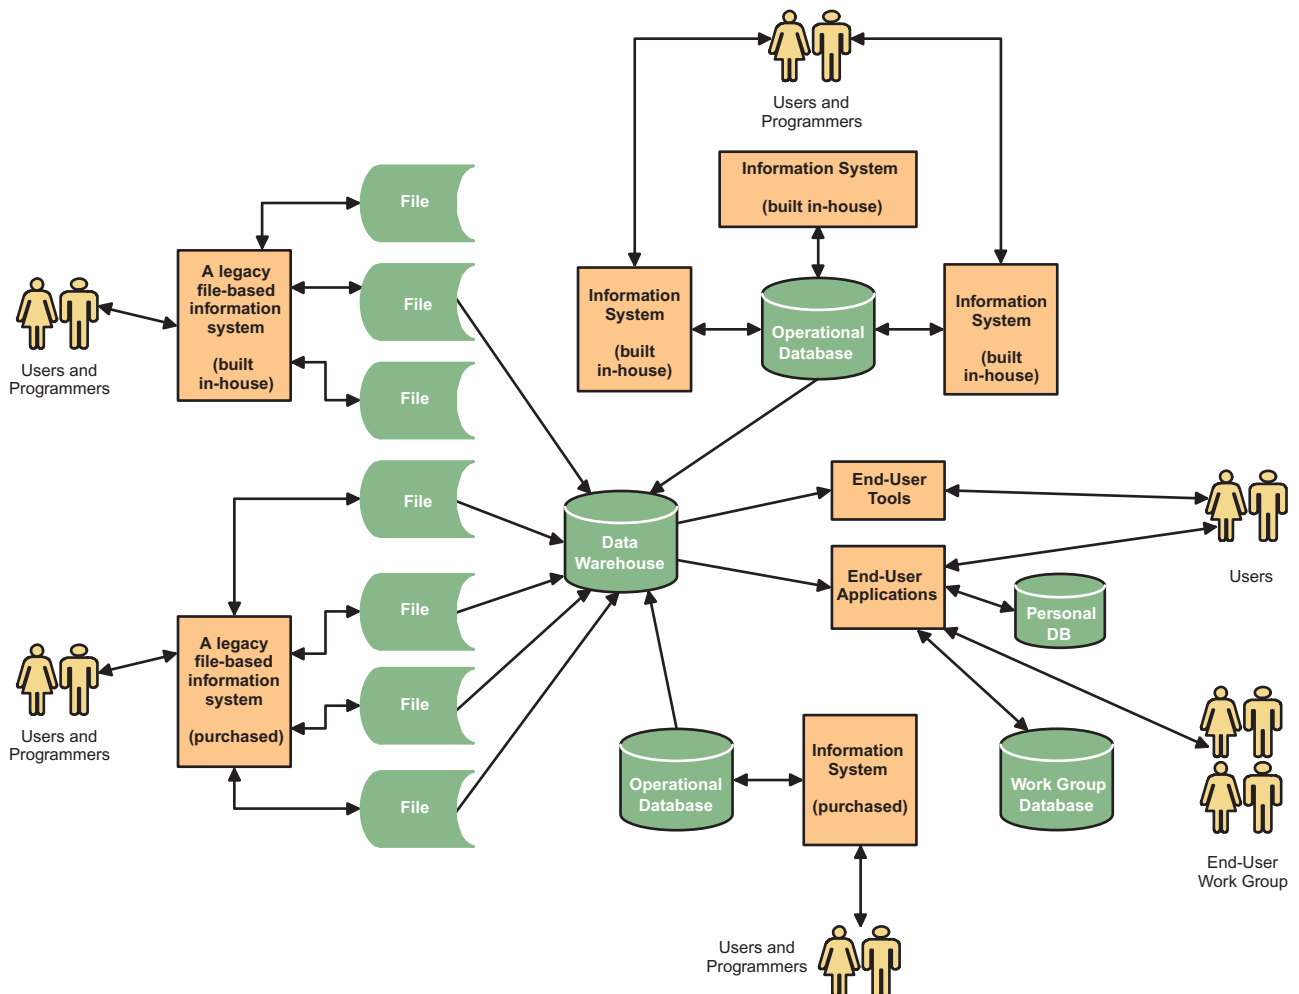 Users and
Programmers
Information System
(built in-house)
File
A legacy
file-based
information
system
(built
in-house)
File
Information
System
(built
in-house)
Operational
Database
Information
System
(built
in-house)
Users and
Programmers
File
File
End-User
Tools
Data
Warehouse
Users
End-User
Applications
File
Personal
DB
A legacy
file-based
information
system
(purchased)
File
Users and
Programmers
Information
System
(purchased)
Operational
Database
Work Group
Database
File
End-User
Work Group
Users and
Programmers